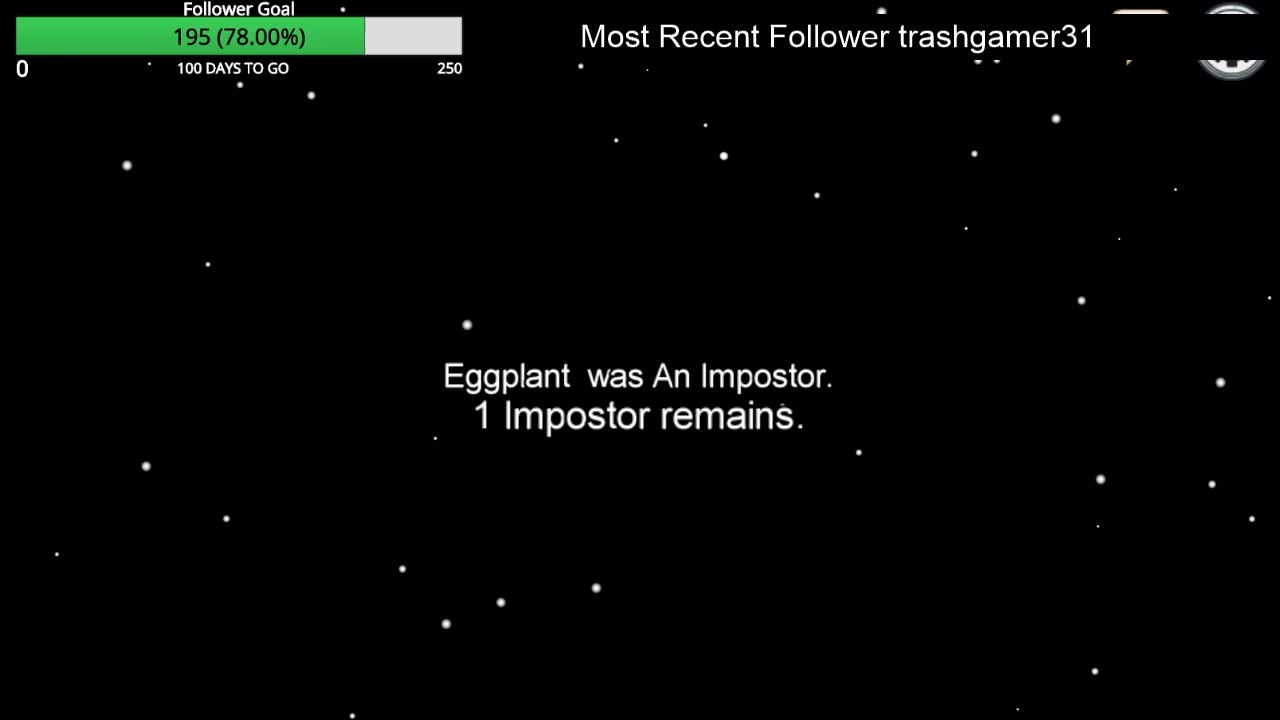 Follower Goal
195 (78.00%)
0
100 DAYS TO GO
250
Most Recent Follower trashgamer31
Eggplant  was An Impostor.
1 Impostor remains.